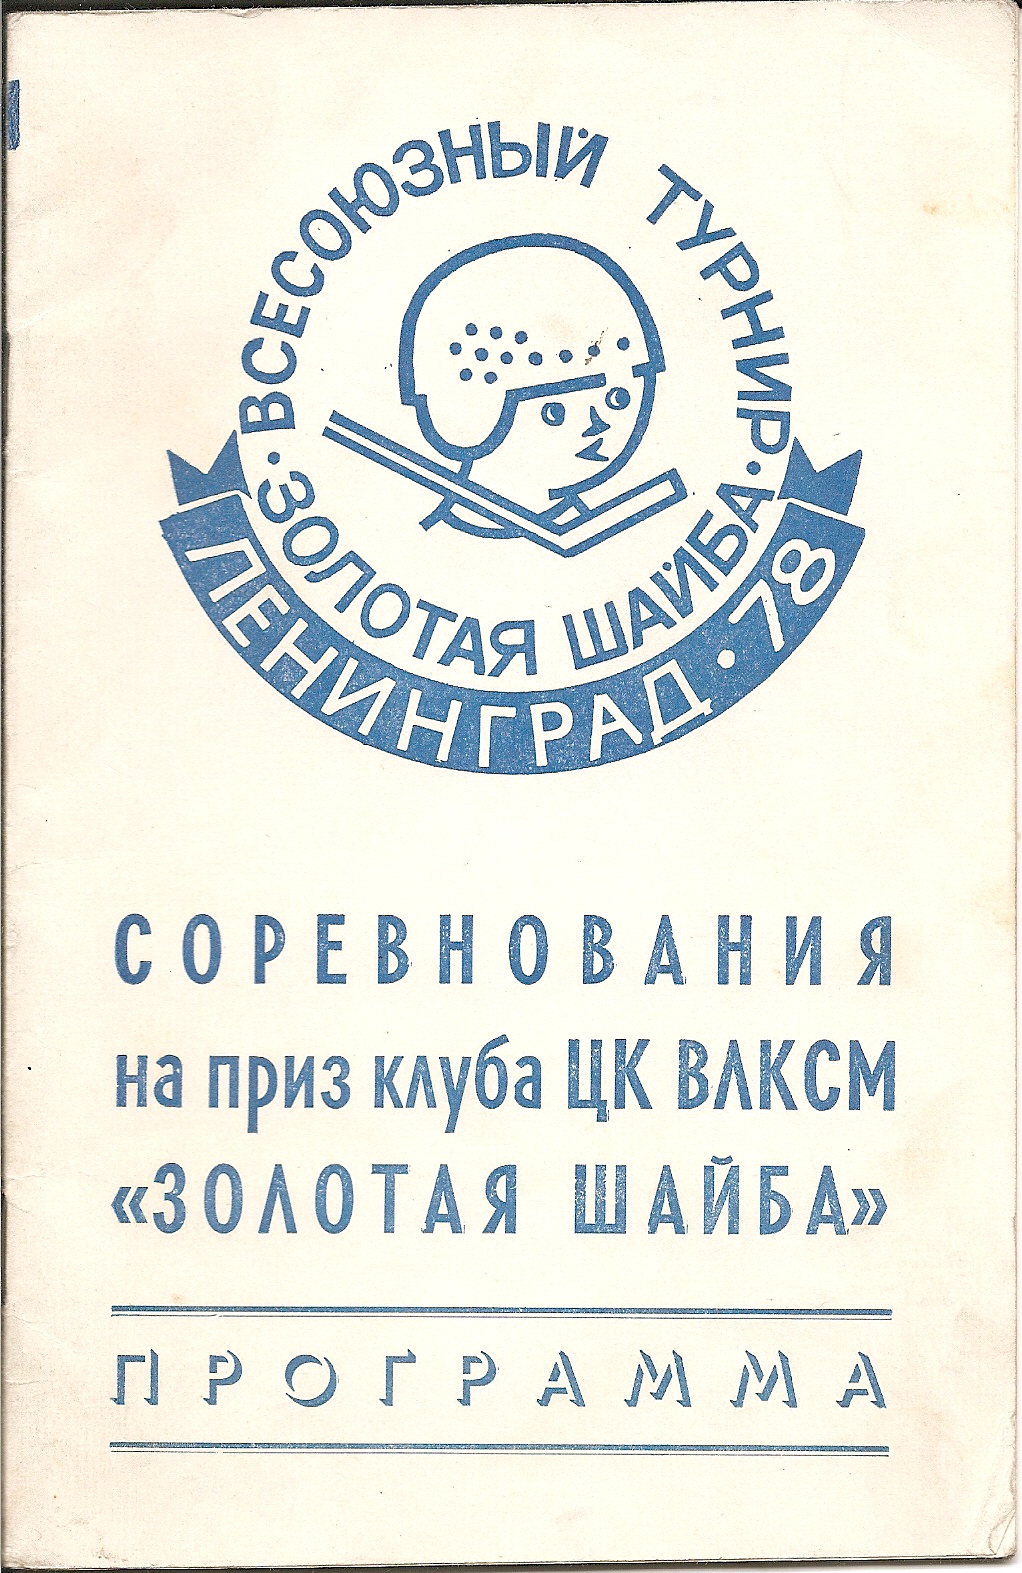 ВСЕСОЮЗНЫЙ ТУРНИР
ЗОЛОТАЯ ШАЙБА
ЛЕНИНГРАД · 78
СОРЕВНОВАНИЯ
на приз клуба ЦК ВЛКСМ
«ЗОЛОТАЯ ШАЙБА»
ПРОГРАММА